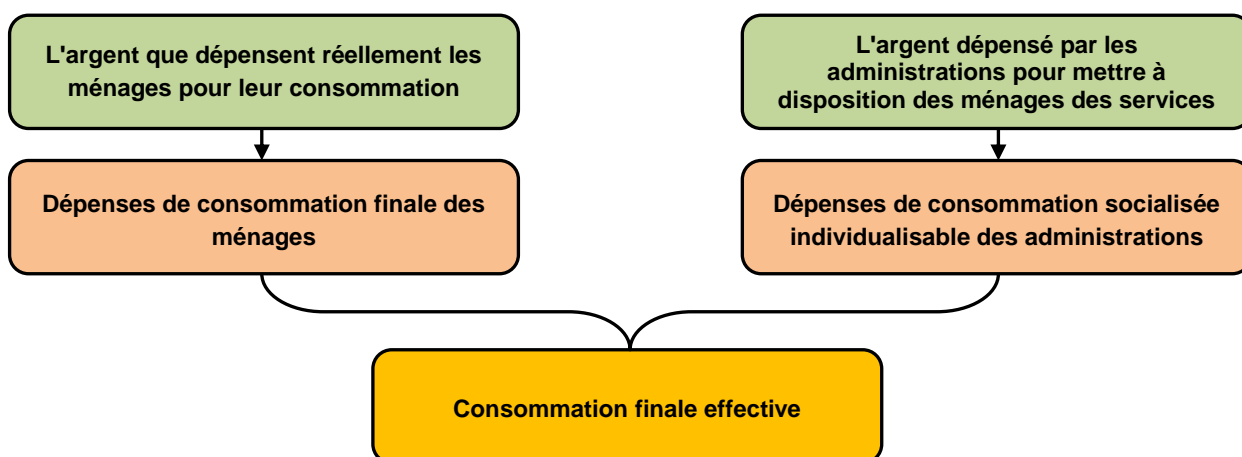 L'argent que dépensent réellement les
ménages pour leur consommation
L'argent dépensé par les
administrations pour mettre à
disposition des ménages des services
Dépenses de consommation finale des
ménages
Dépenses de consommation socialisée
individualisable des administrations
Consommation finale effective